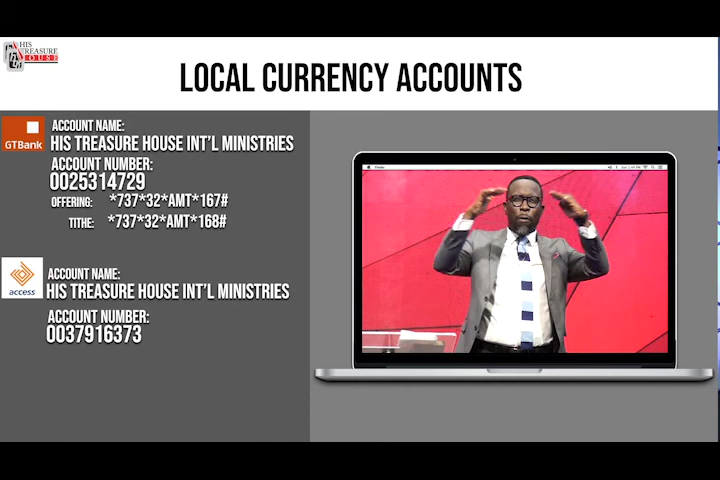 HIS
TREASURE
HOUSE
LOCAL CURRENCY ACCOUNTS
GTBank
ACCOUNT NAME:
HIS TREASURE HOUSE INT'L MINISTRIES
ACCOUNT NUMBER:
0025314729
OFFERING: *737*32*AMT*167#
TITHE: *737*32*AMT*168#
access
ACCOUNT NAME:
HIS TREASURE HOUSE INT'L MINISTRIES
ACCOUNT NUMBER:
0037916373
Finder